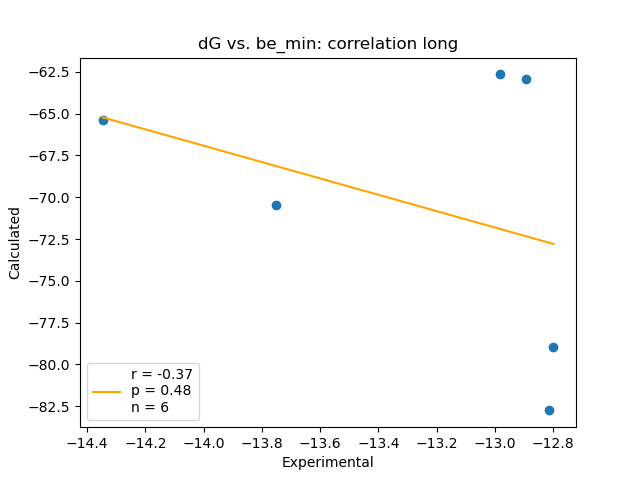 dG vs. be_min: correlation long
−62.5
−65.0
−67.5
−70.0
−72.5
−75.0
−77.5
−80.0
−82.5
Calculated
r = -0.37
p = 0.48
n = 6
−14.4 −14.2 −14.0 −13.8 −13.6 −13.4 −13.2 −13.0 −12.8
Experimental